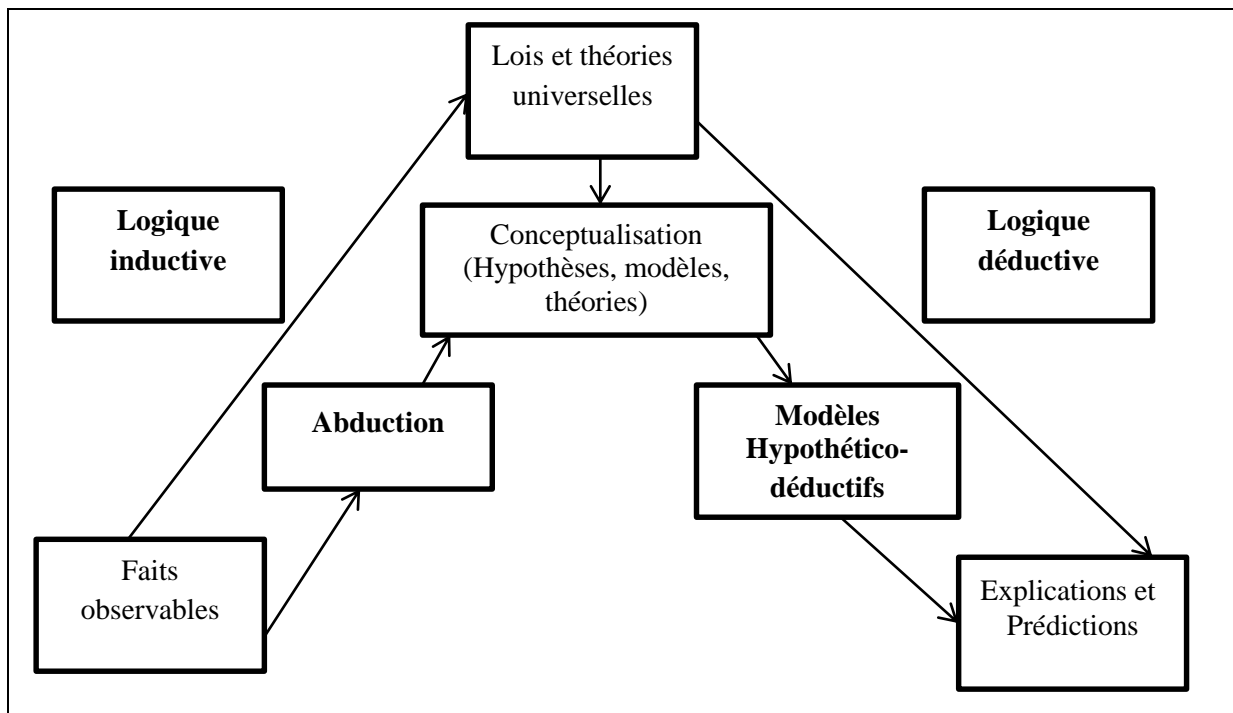 Lois et théories
universelles
Logique
inductive
Logique
déductive
Conceptualisation
(Hypothèses, modèles,
théories)
Abduction
Modèles
Hypothético-
déductifs
Faits
observables
Explications et
Prédictions